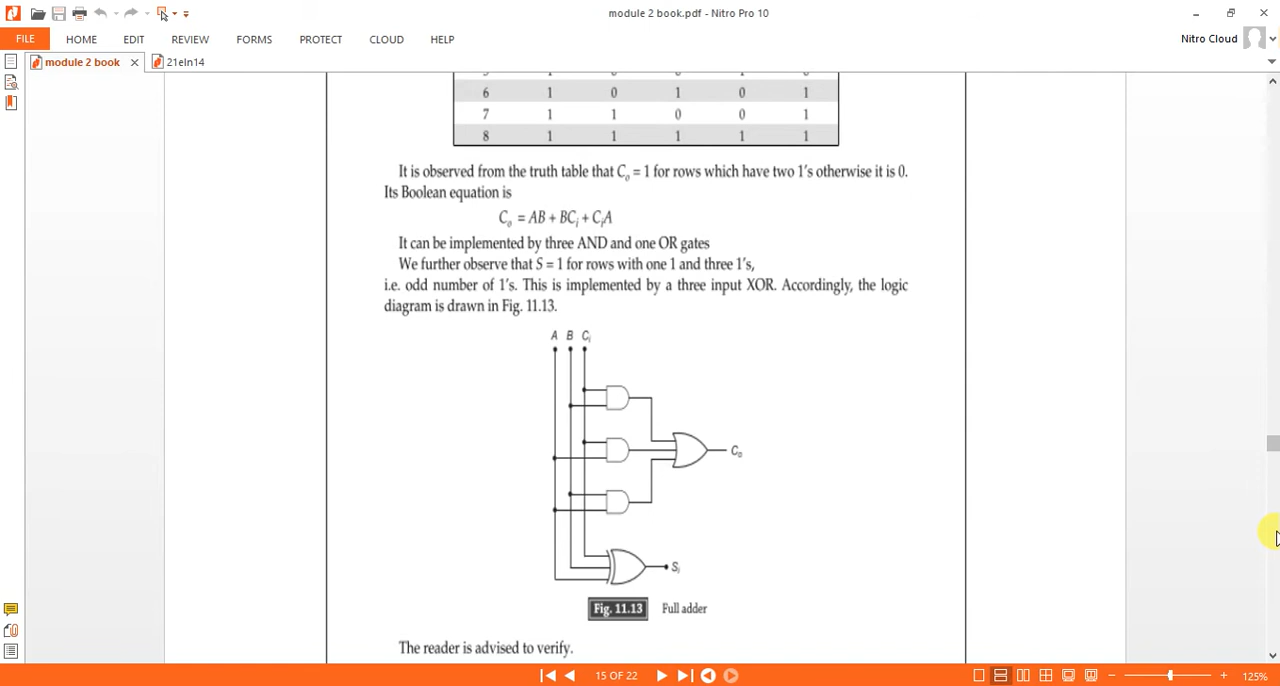 module 2 book.pdf - Nitro Pro 10
FILE HOME EDIT REVIEW FORMS PROTECT CLOUD HELP
Nitro Cloud
module 2 book
21eln14
6 1 0 1 0 1
7 1 1 0 0 1
8 1 1 1 1 1
It is observed from the truth table that Co = 1 for rows which have two 1's otherwise it is 0.
Its Boolean equation is
Co = AB + BCi + CiA
It can be implemented by three AND and one OR gates
We further observe that S = 1 for rows with one 1 and three 1's,
i.e. odd number of 1's. This is implemented by a three input XOR. Accordingly, the logic
diagram is drawn in Fig. 11.13.
A B Ci
Co
Si
Fig. 11.13 Full adder
The reader is advised to verify.
15 OF 22
125%